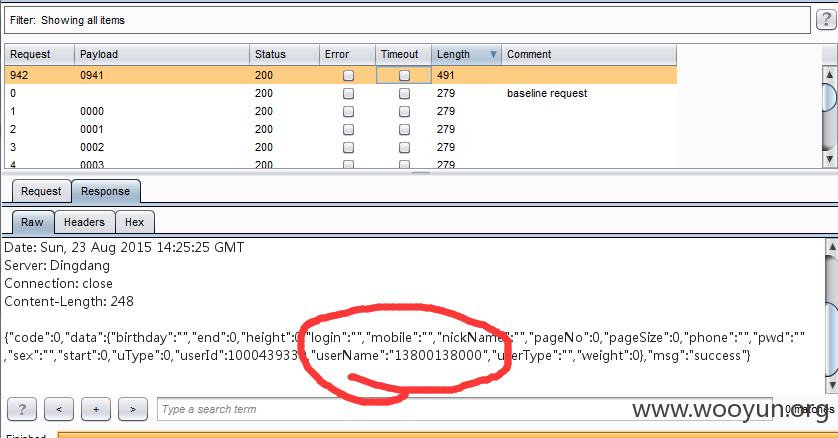 Filter: Showing all items
?
Request Payload Status Error Timeout Length Comment
942 0941 200 491
0 200 279 baseline request
1 0000 200 279
2 0001 200 279
3 0002 200 279
4 0003 200 279
Request Response
Raw Headers Hex
Date: Sun, 23 Aug 2015 14:25:25 GMT
Server: Dingdang
Connection: close
Content-Length: 248
{"code":0,"data":{"birthday":"","end":0,"height":0,"login":"","mobile":"","nickName":"","pageNo":0,"pageSize":0,"phone":"","pwd":""
,"sex":"","start":0,"uType":0,"userId":1000439339,"userName":"13800138000","userType":"","weight":0},"msg":"success"}
? < + > Type a search term 0 matches
www.wooyun.org
Finished